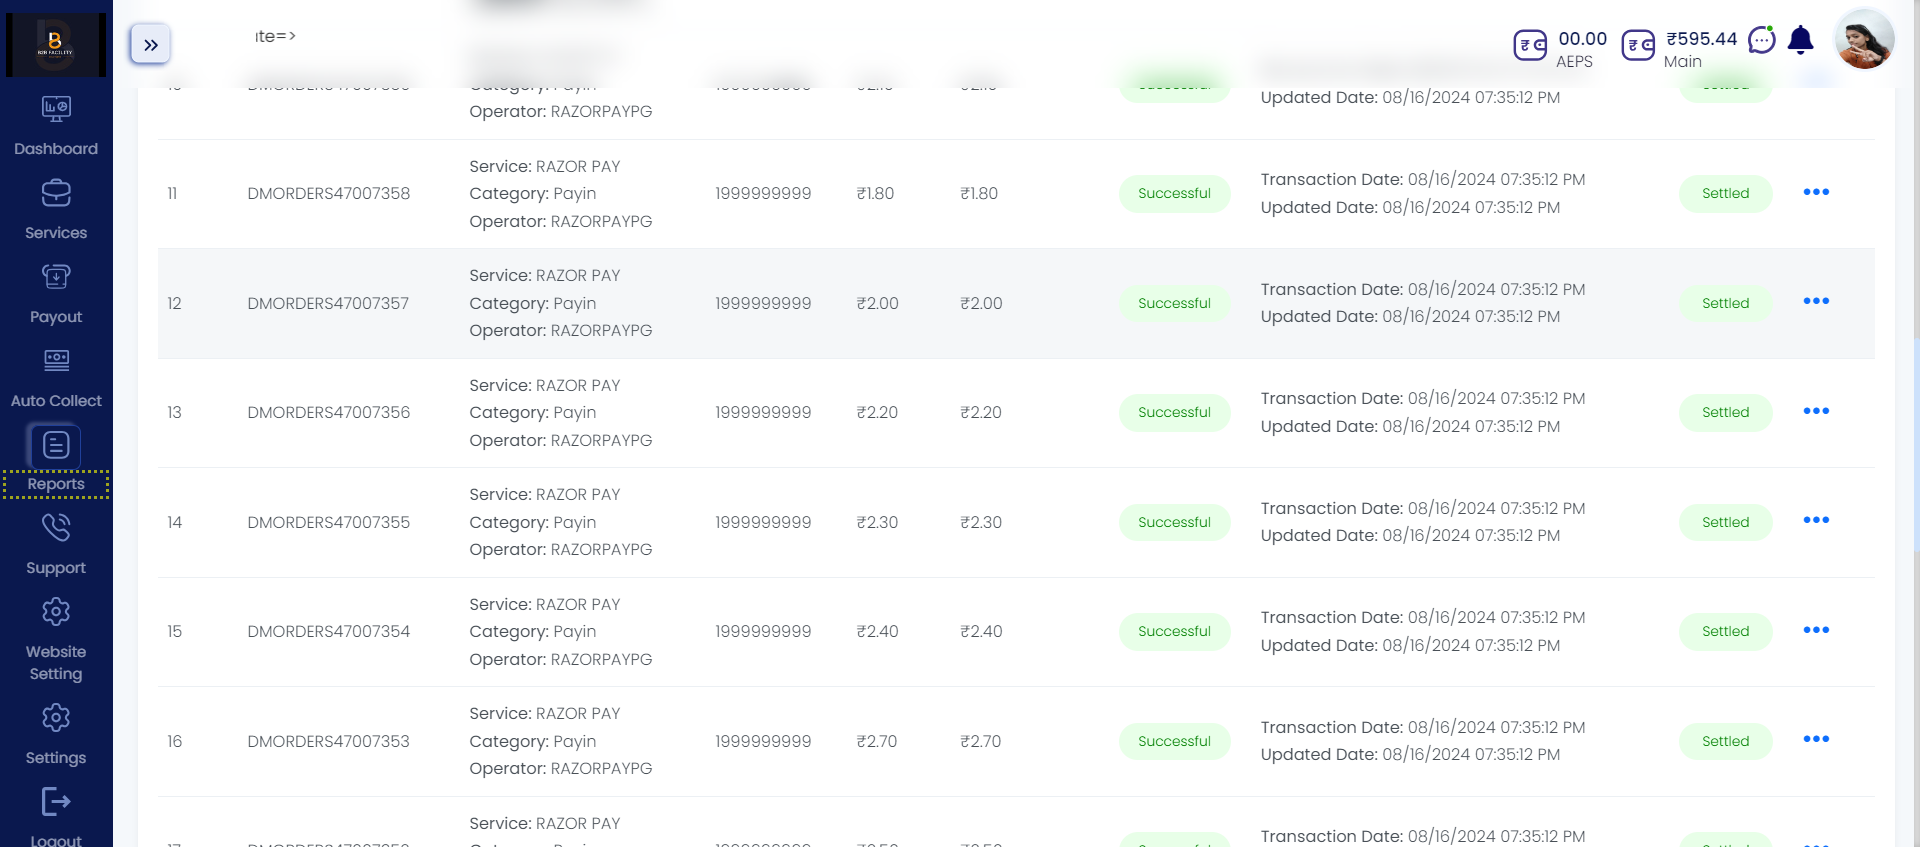 B2B FACILITY
Dashboard
Services
Payout
Auto Collect
Reports
Support
Website
Setting
Settings
Logout
ate=>
00.00
AEPS
₹595.44
Main
Operator: RAZORPAYPG
Updated Date: 08/16/2024 07:35:12 PM
11 DMORDERS47007358 Service: RAZOR PAY
Category: Payin
Operator: RAZORPAYPG 1999999999 ₹1.80 ₹1.80 Successful Transaction Date: 08/16/2024 07:35:12 PM
Updated Date: 08/16/2024 07:35:12 PM Settled
12 DMORDERS47007357 Service: RAZOR PAY
Category: Payin
Operator: RAZORPAYPG 1999999999 ₹2.00 ₹2.00 Successful Transaction Date: 08/16/2024 07:35:12 PM
Updated Date: 08/16/2024 07:35:12 PM Settled
13 DMORDERS47007356 Service: RAZOR PAY
Category: Payin
Operator: RAZORPAYPG 1999999999 ₹2.20 ₹2.20 Successful Transaction Date: 08/16/2024 07:35:12 PM
Updated Date: 08/16/2024 07:35:12 PM Settled
14 DMORDERS47007355 Service: RAZOR PAY
Category: Payin
Operator: RAZORPAYPG 1999999999 ₹2.30 ₹2.30 Successful Transaction Date: 08/16/2024 07:35:12 PM
Updated Date: 08/16/2024 07:35:12 PM Settled
15 DMORDERS47007354 Service: RAZOR PAY
Category: Payin
Operator: RAZORPAYPG 1999999999 ₹2.40 ₹2.40 Successful Transaction Date: 08/16/2024 07:35:12 PM
Updated Date: 08/16/2024 07:35:12 PM Settled
16 DMORDERS47007353 Service: RAZOR PAY
Category: Payin
Operator: RAZORPAYPG 1999999999 ₹2.70 ₹2.70 Successful Transaction Date: 08/16/2024 07:35:12 PM
Updated Date: 08/16/2024 07:35:12 PM Settled
Service: RAZOR PAY
Transaction Date: 08/16/2024 07:35:12 PM